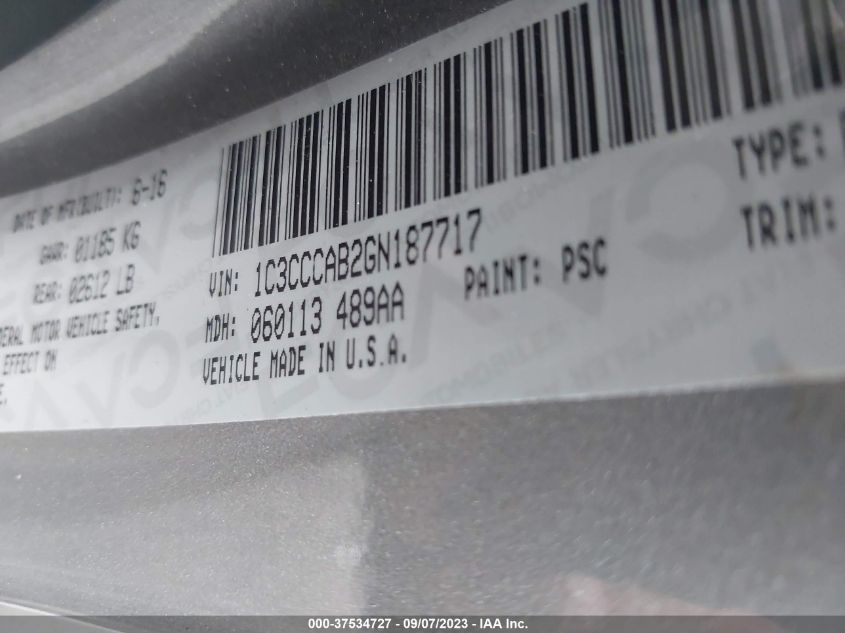 DATE OF MFR(BUILT): 6-16
GAWR: 01185 KG
REAR: 02612 LB
MOTOR VEHICLE SAFETY,
EFFECT ON
VIN: 1C3CCCAB2GN187717
MDH: 060113 489AA
VEHICLE MADE IN U.S.A.
PAINT: PSC
TYPE:
TRIM:
000-37534727 - 09/07/2023 - IAA Inc.